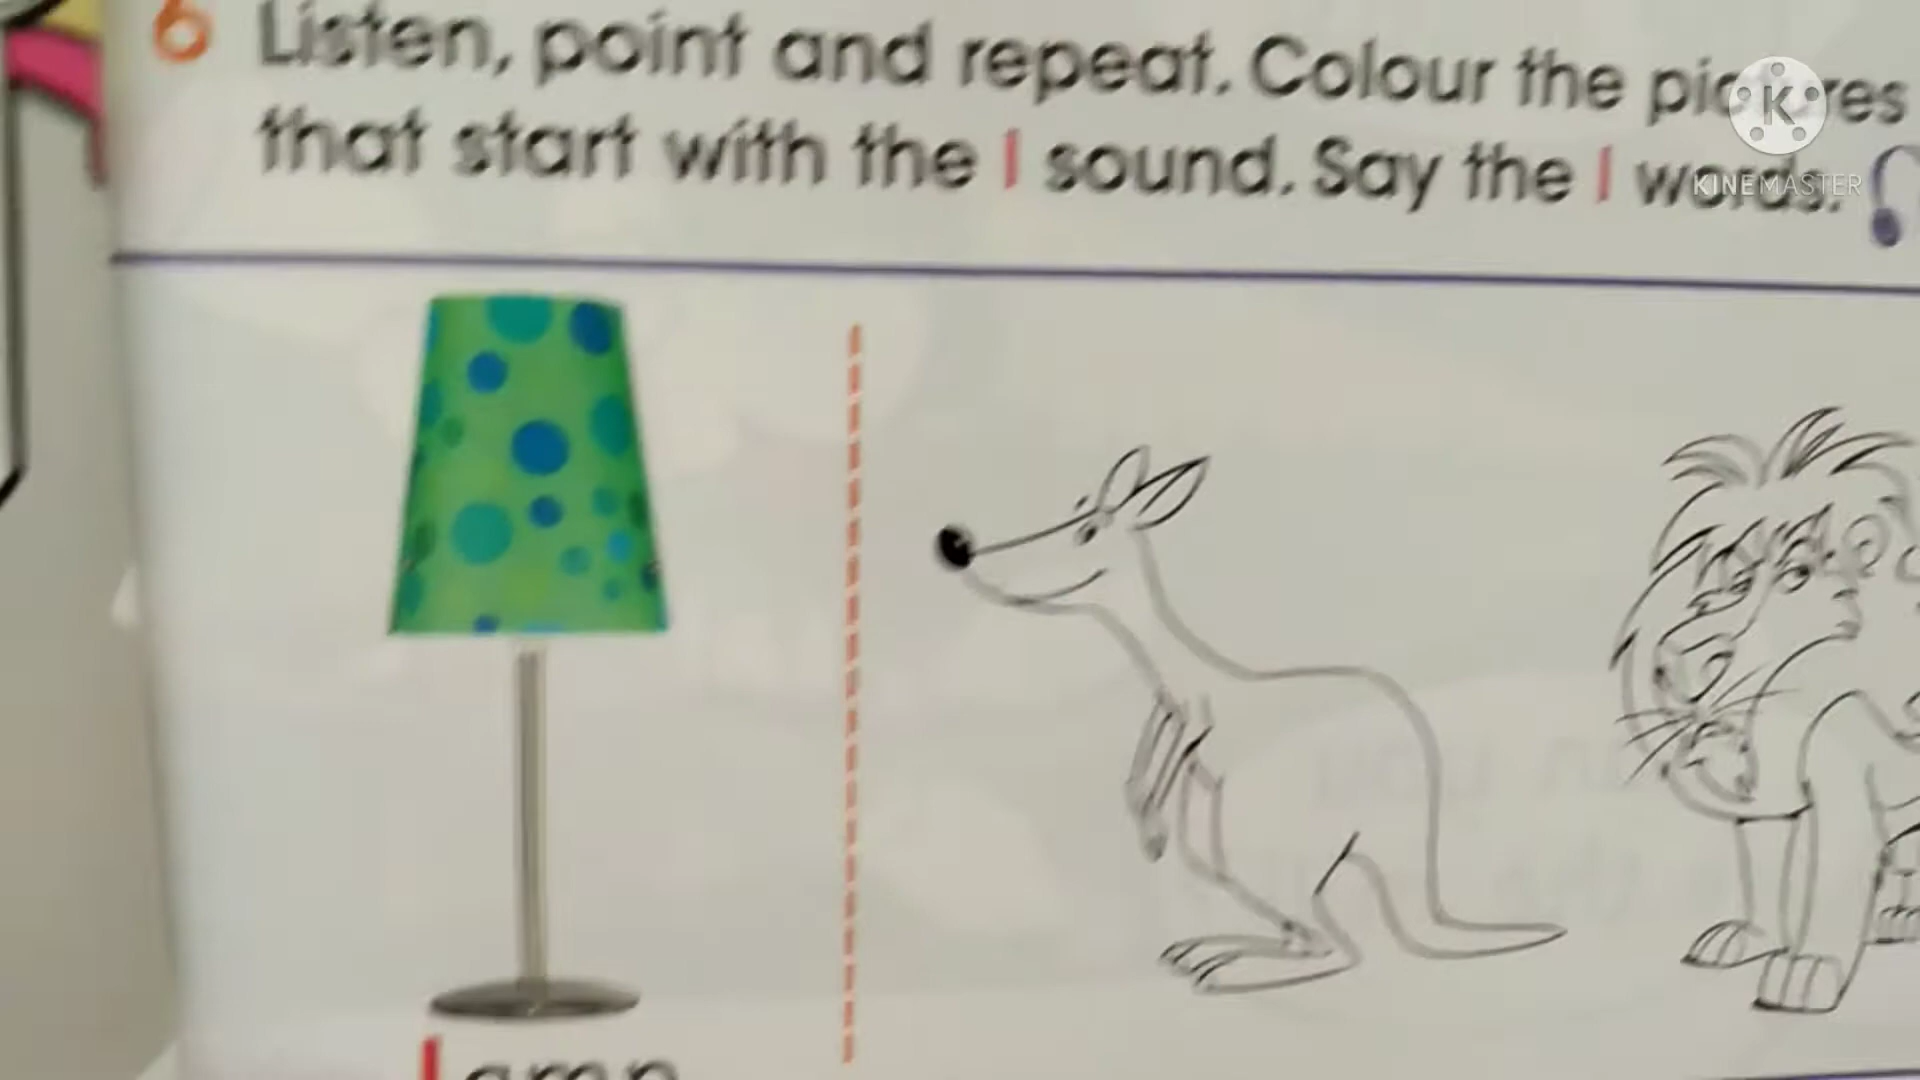 6 Listen, point and repeat. Colour the pictures
that start with the l sound. Say the l words.
KINEMASTER
lamp